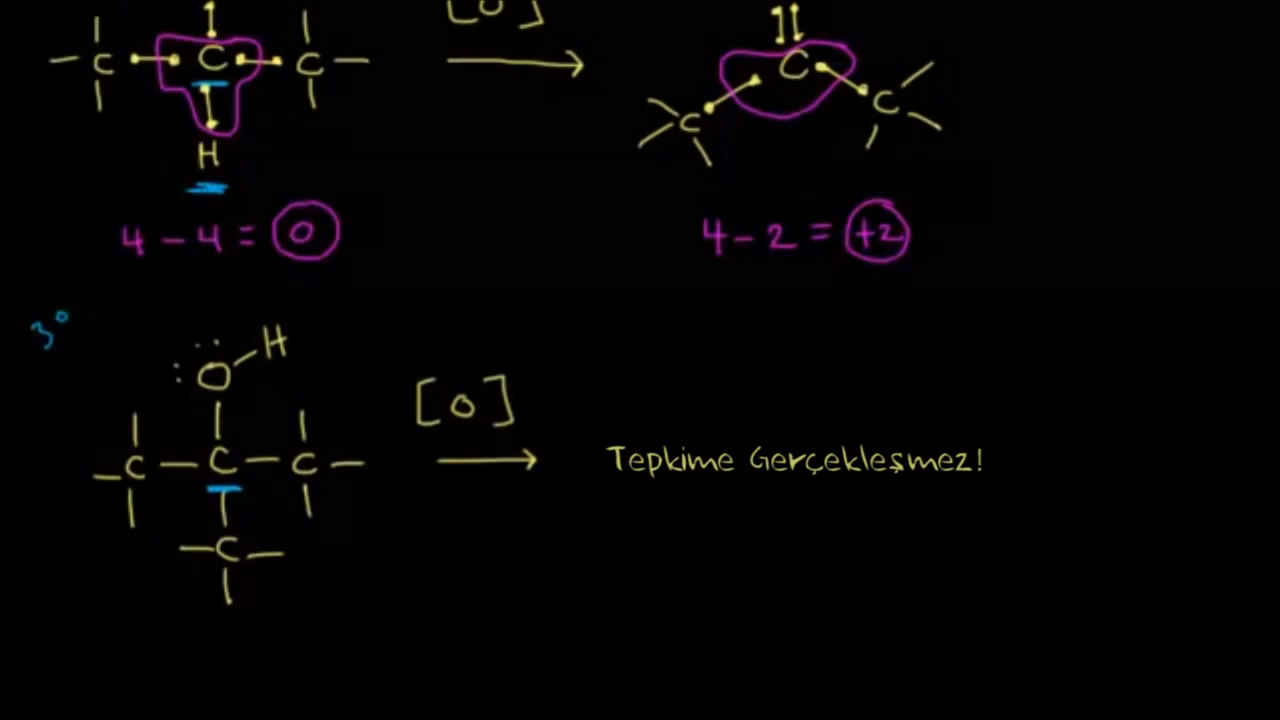 [O]
C C C C
C C
H
4 - 4 = 0 4 - 2 = +2
3°
H
O
[O]
C C C Tepkime Gerçekleşmez!
C